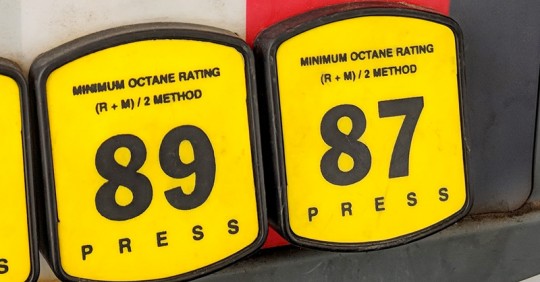 MINIMUM OCTANE RATING
(R + M) / 2 METHOD
89
PRESS
MINIMUM OCTANE RATING
(R + M) / 2 METHOD
87
PRESS
S